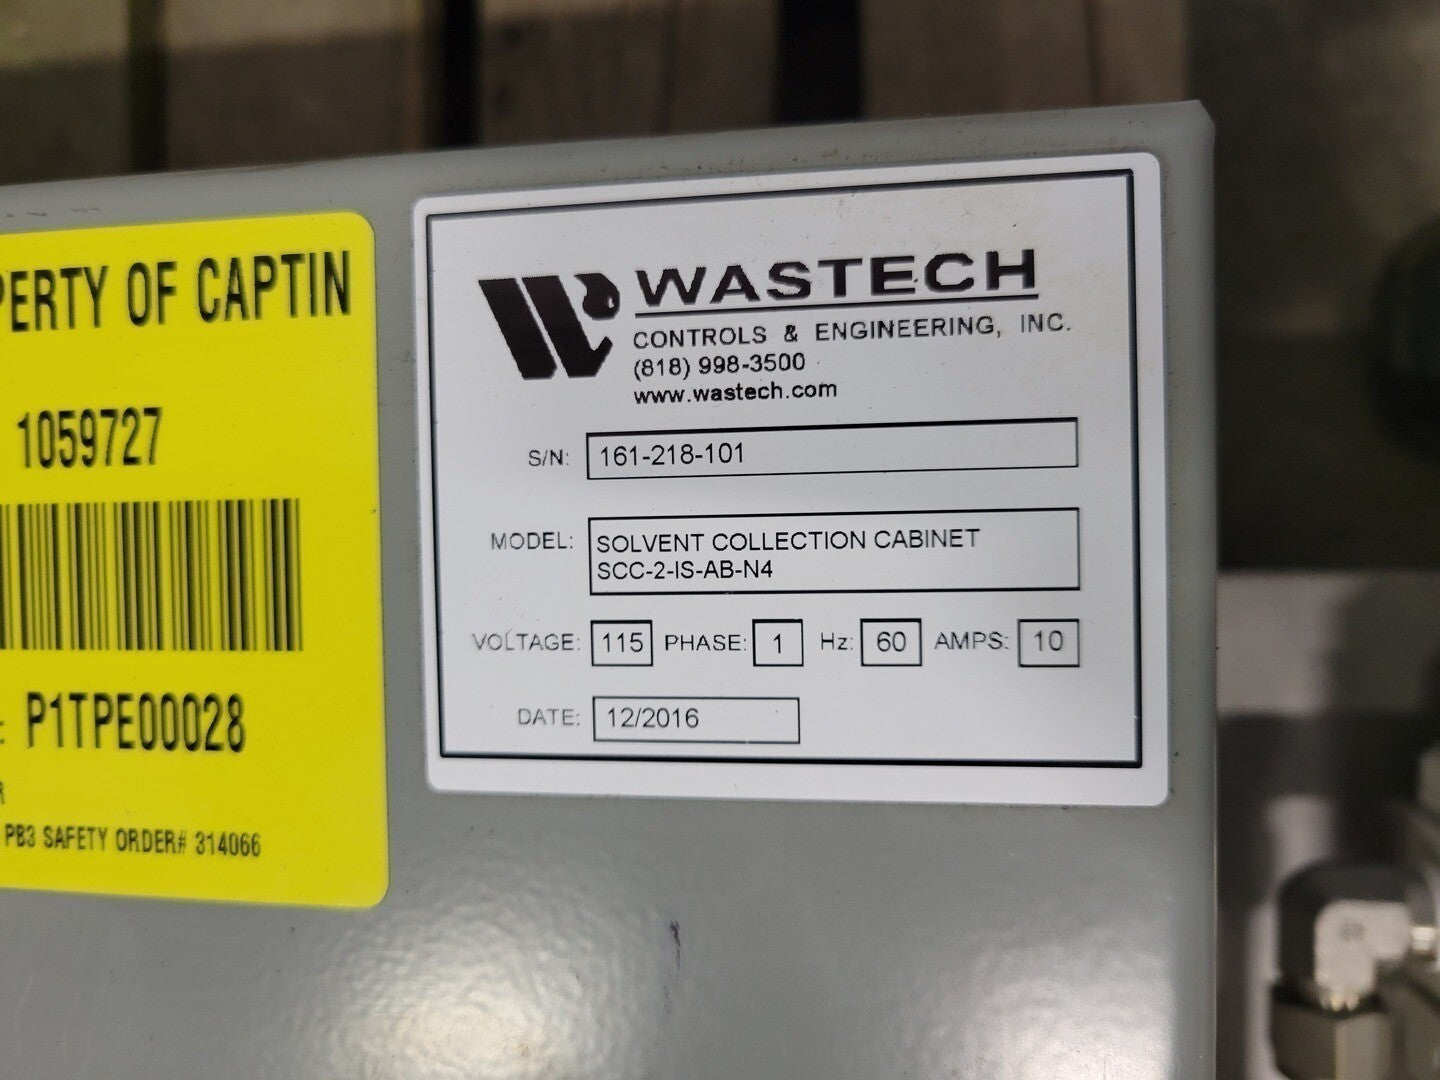 OF CAPTIN
1059727
P1TPE00028
PB3 SAFETY ORDER# 314066
WASTECH
CONTROLS & ENGINEERING, INC.
(818) 998-3500
www.wastech.com
S/N: 161-218-101
MODEL: SOLVENT COLLECTION CABINET
SCC-2-IS-AB-N4
VOLTAGE: 115 PHASE: 1 Hz: 60 AMPS: 10
DATE: 12/2016